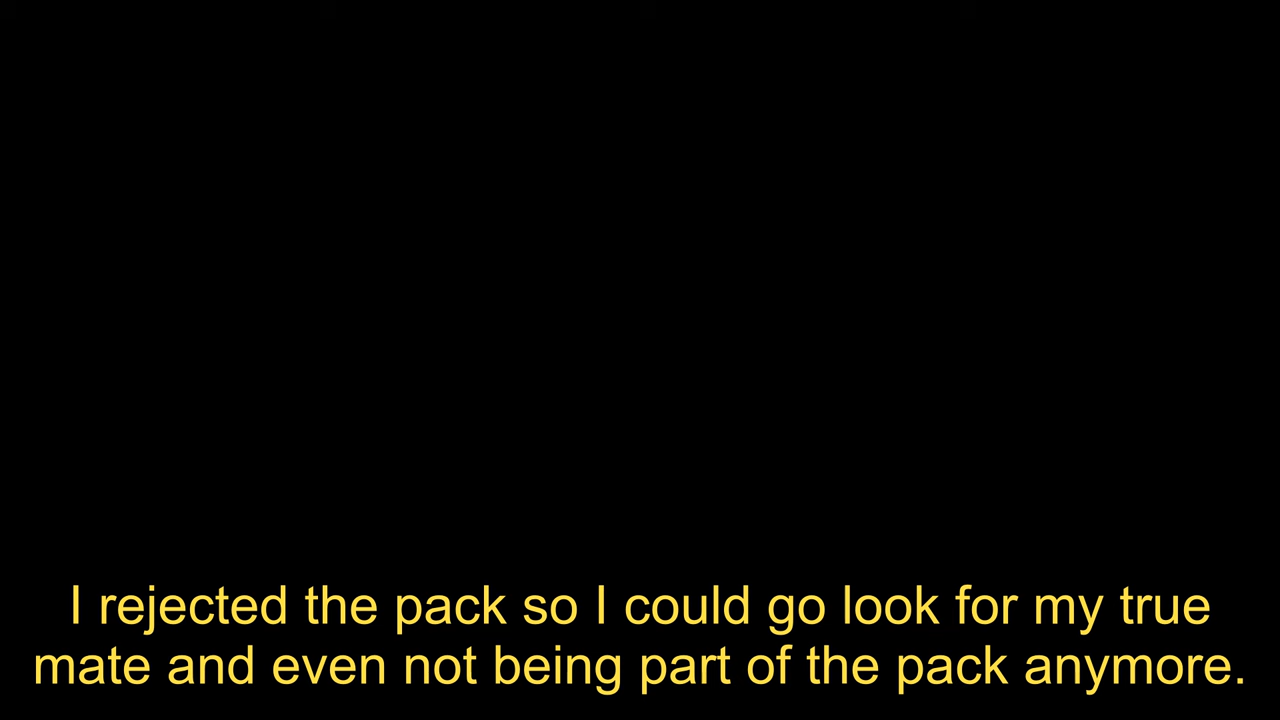 I rejected the pack so I could go look for my true
mate and even not being part of the pack anymore.